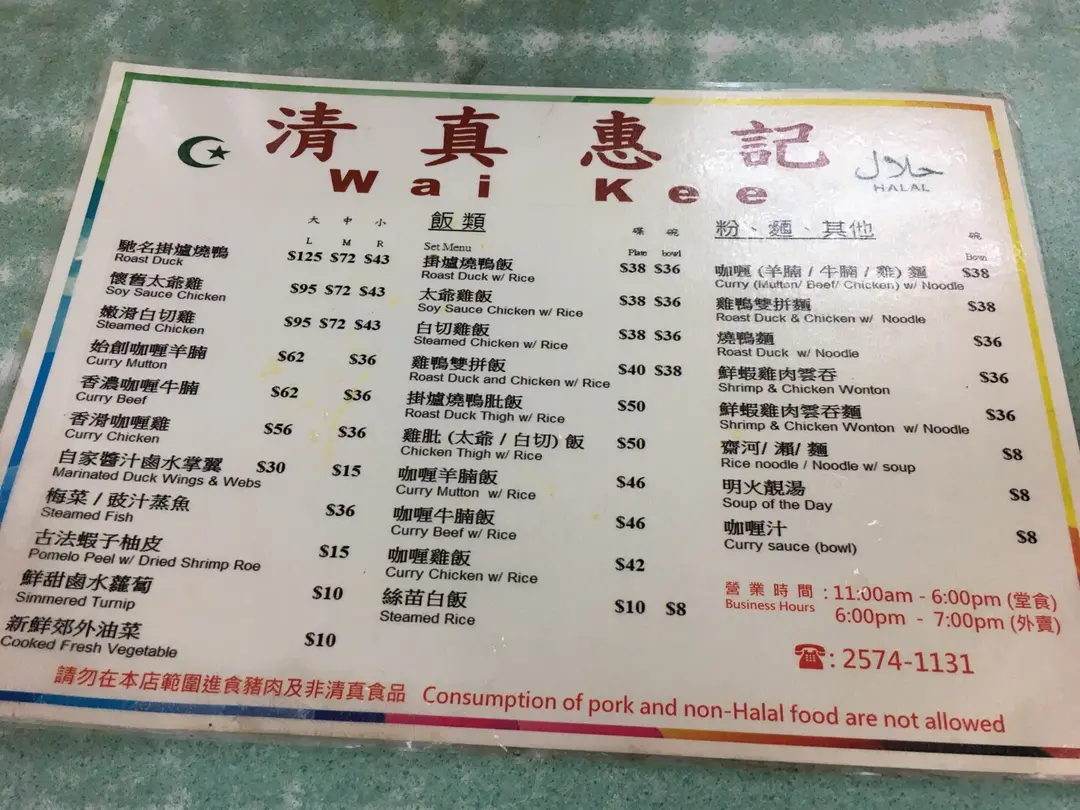 清真惠記
Wai Kee
حلال
HALAL
大 中 小
L M R
馳名掛爐燒鴨
Roast Duck $125 $72 $43
懷舊太爺雞
Soy Sauce Chicken $95 $72 $43
嫩滑白切雞
Steamed Chicken $95 $72 $43
始創咖喱羊腩
Curry Mutton $62 $36
香濃咖喱牛腩
Curry Beef $62 $36
香滑咖喱雞
Curry Chicken $56 $36
自家醬汁鹵水掌翼 $30 $15
Marinated Duck Wings & Webs
梅菜 / 豉汁蒸魚
Steamed Fish $36
古法蝦子柚皮
Pomelo Peel w/ Dried Shrimp Roe $15
鮮甜鹵水蘿蔔
Simmered Turnip $10
新鮮郊外油菜
Cooked Fresh Vegetable $10
飯類
碟 碗
Set Menu Plate bowl
掛爐燒鴨飯 $38 $36
Roast Duck w/ Rice
太爺雞飯 $38 $36
Soy Sauce Chicken w/ Rice
白切雞飯 $38 $36
Steamed Chicken w/ Rice
雞鴨雙拼飯 $40 $38
Roast Duck and Chicken w/ Rice
掛爐燒鴨肶飯 $50
Roast Duck Thigh w/ Rice
雞肶 (太爺 / 白切) 飯 $50
Chicken Thigh w/ Rice
咖喱羊腩飯 $46
Curry Mutton w/ Rice
咖喱牛腩飯 $46
Curry Beef w/ Rice
咖喱雞飯 $42
Curry Chicken w/ Rice
絲苗白飯 $10 $8
Steamed Rice
粉、麵、其他
碗
Bowl
咖喱 (羊腩 / 牛腩 / 雞) 麵 $38
Curry (Mutton/ Beef/ Chicken) w/ Noodle
雞鴨雙拼麵 $38
Roast Duck & Chicken w/ Noodle
燒鴨麵 $36
Roast Duck w/ Noodle
鮮蝦雞肉雲吞 $36
Shrimp & Chicken Wonton
鮮蝦雞肉雲吞麵 $36
Shrimp & Chicken Wonton w/ Noodle
齋河/ 瀨/ 麵 $8
Rice noodle / Noodle w/ soup
明火靚湯 $8
Soup of the Day
咖喱汁 $8
Curry sauce (bowl)
營業時間 : 11:00am - 6:00pm (堂食)
Business Hours 6:00pm - 7:00pm (外賣)
☎: 2574-1131
請勿在本店範圍進食豬肉及非清真食品 Consumption of pork and non-Halal food are not allowed